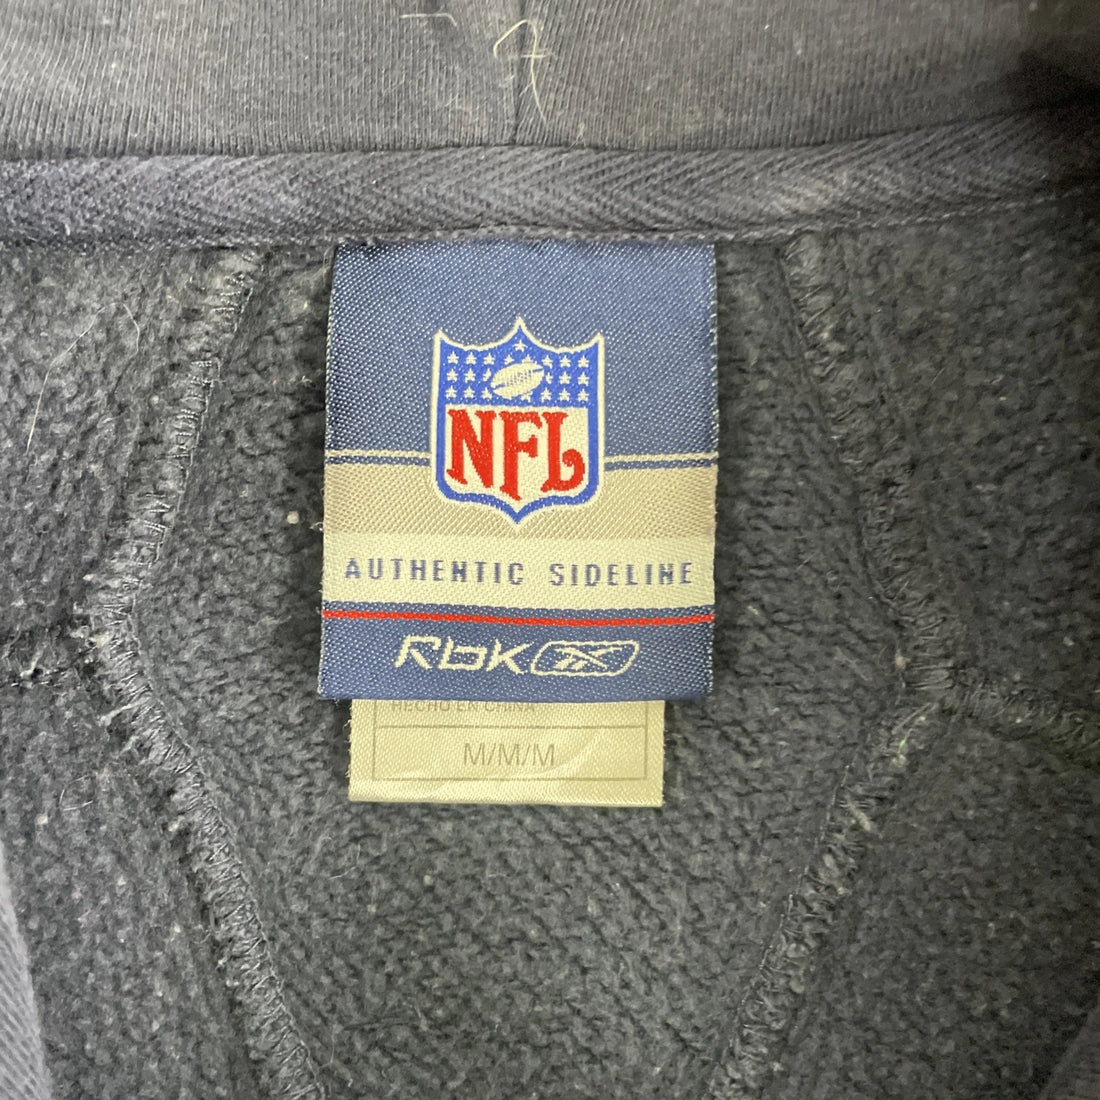 NFL
AUTHENTIC SIDELINE
Rbk
HECHO EN CHINA
M/M/M